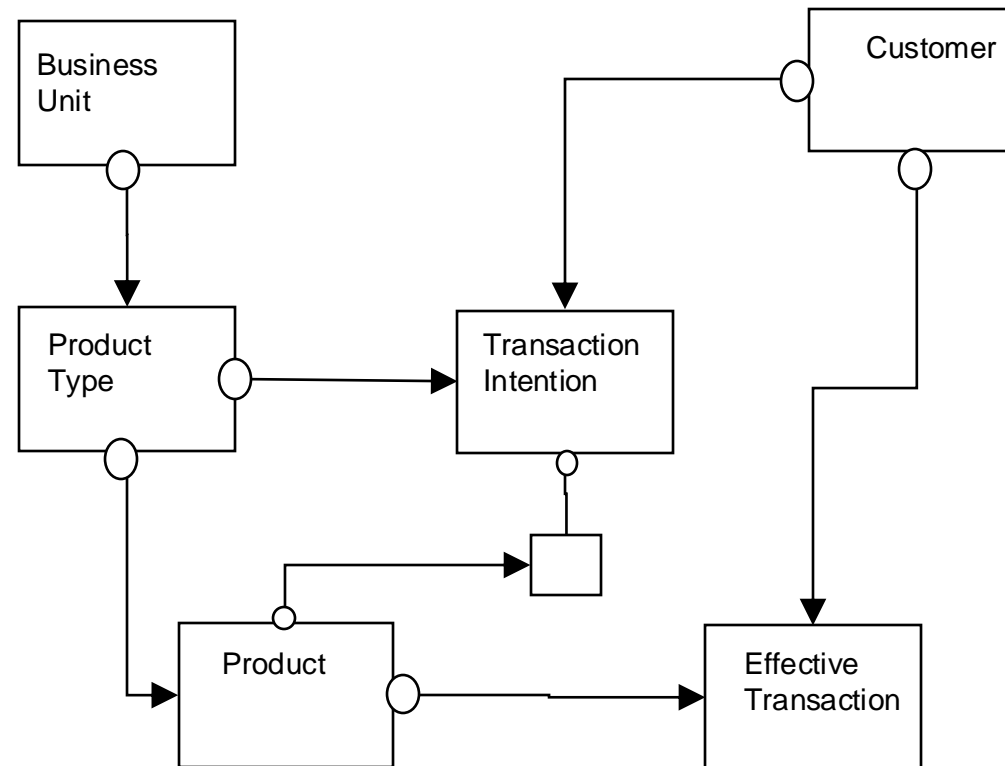 Business
Unit
Customer
Product
Type
Transaction
Intention
Product
Effective
Transaction